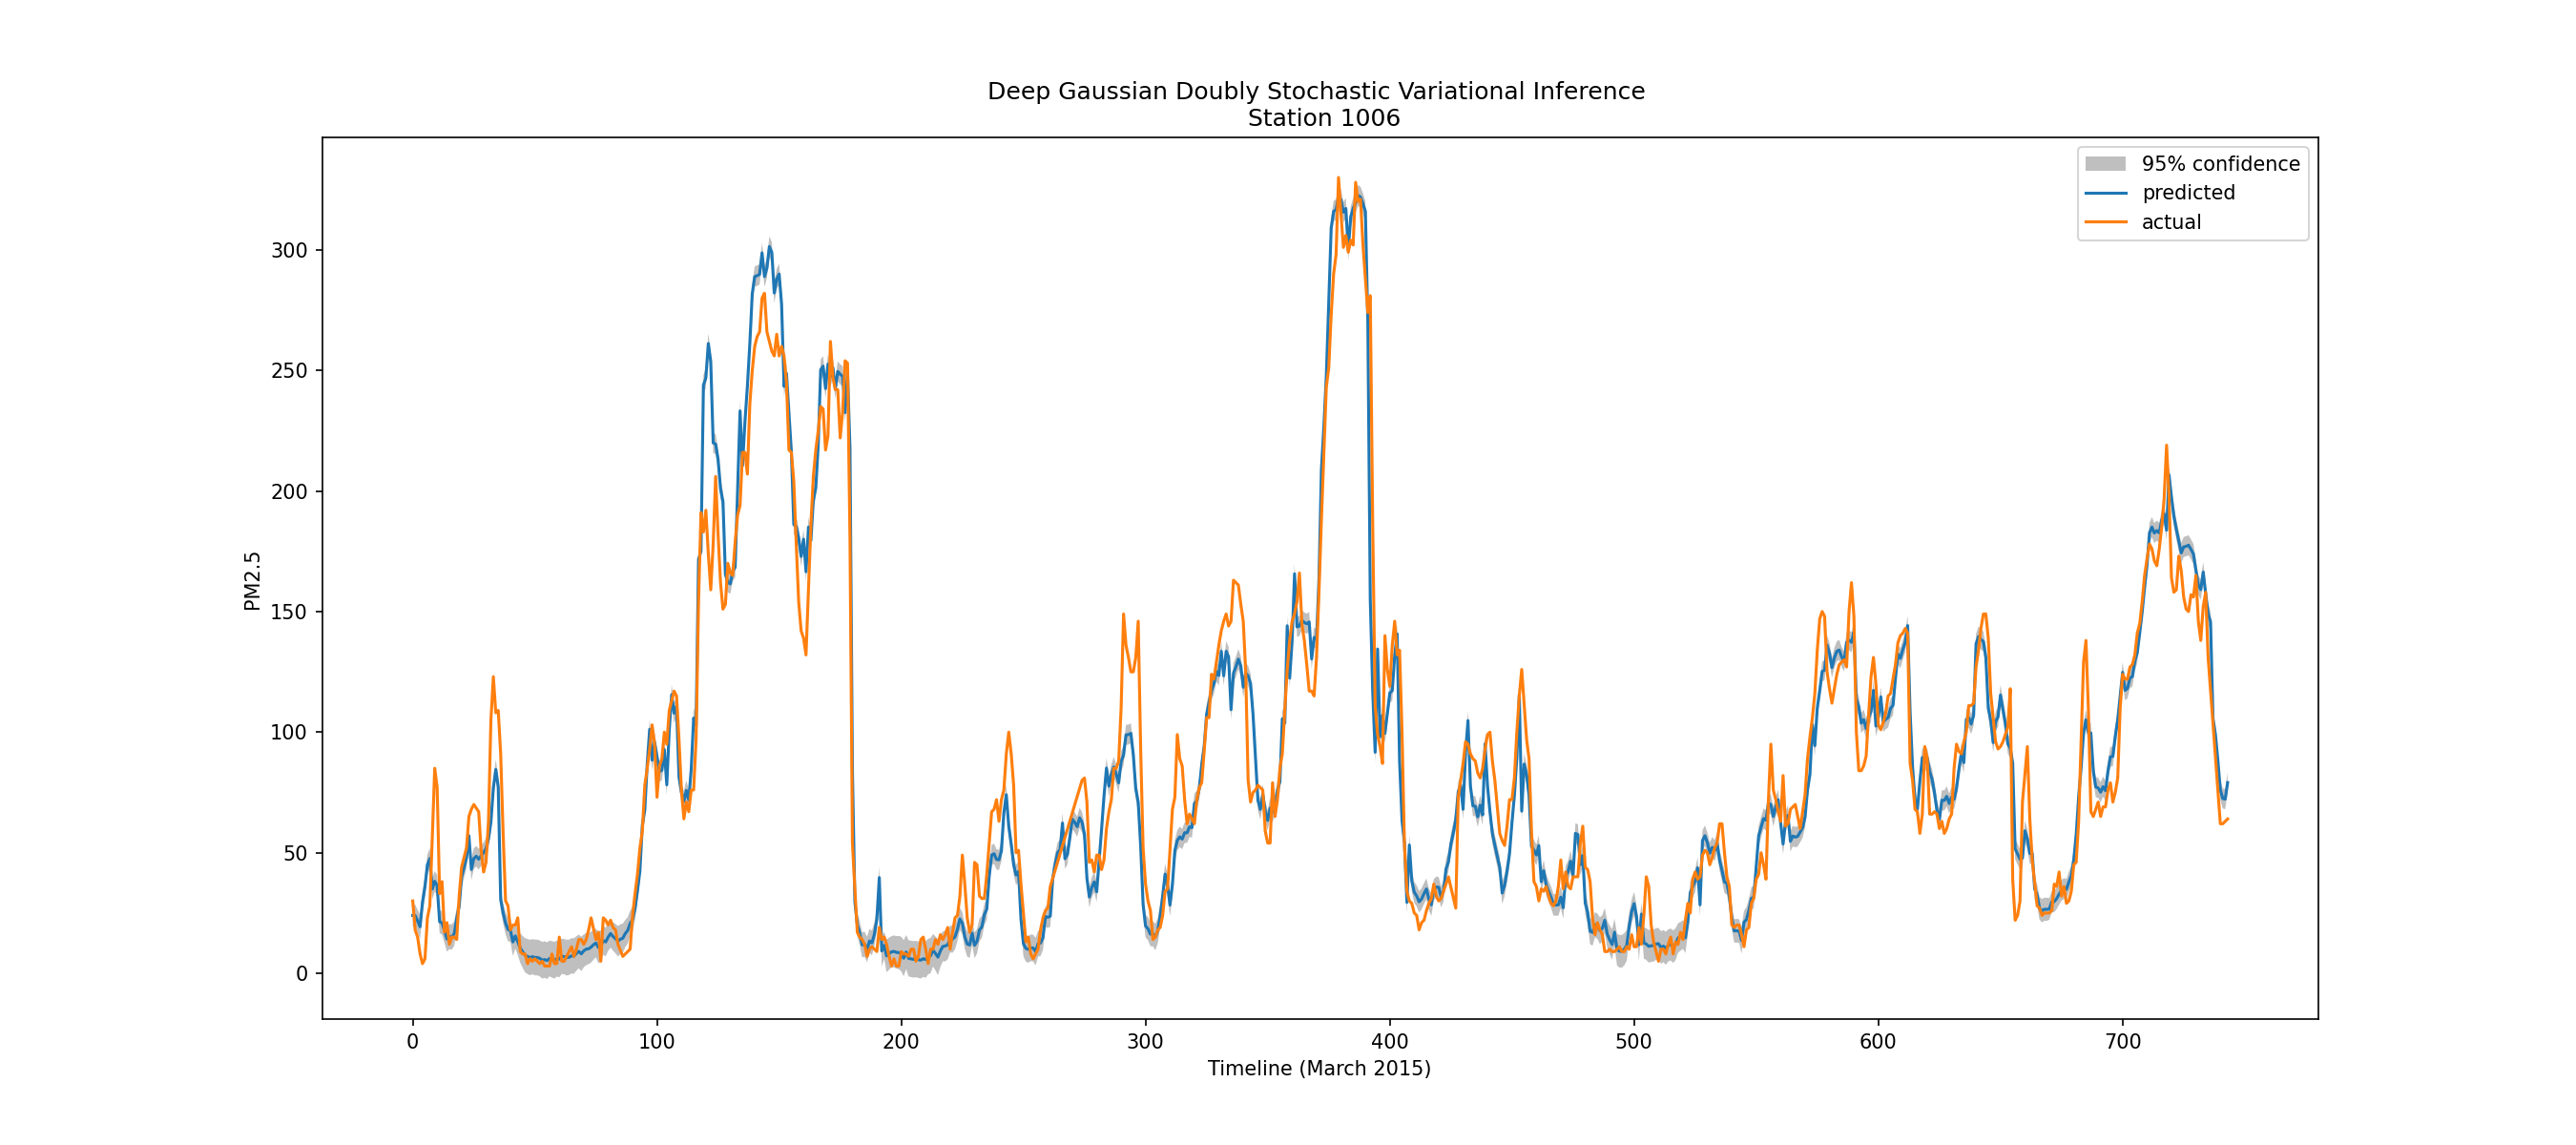 Deep Gaussian Doubly Stochastic Variational Inference
Station 1006
95% confidence
predicted
actual
PM2.5
300
250
200
150
100
50
0
0 100 200 300 400 500 600 700
Timeline (March 2015)